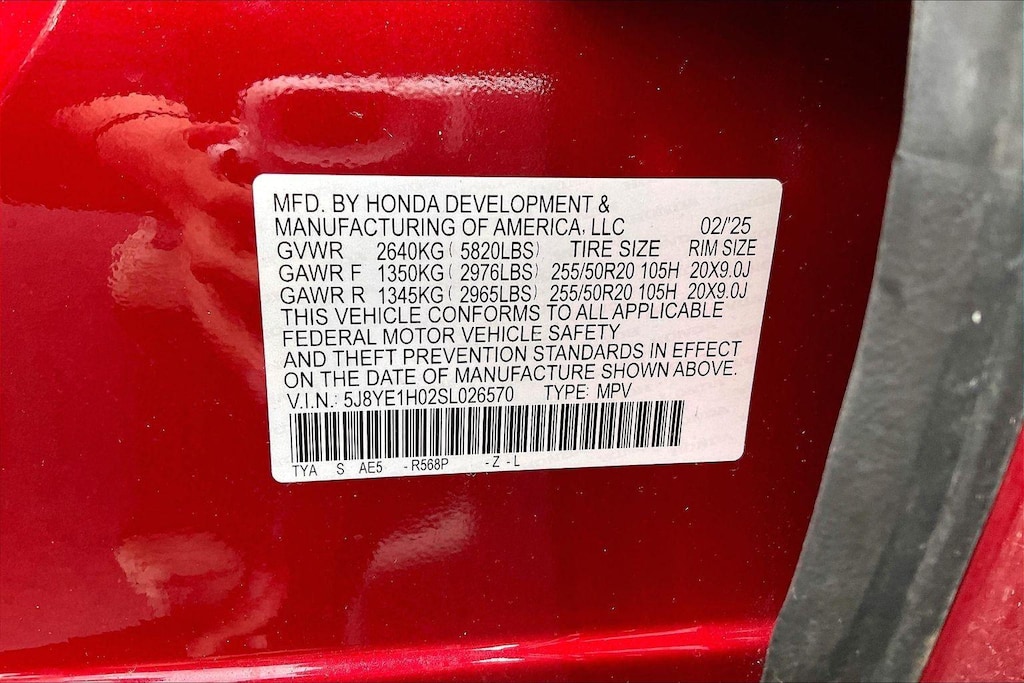 MFD. BY HONDA DEVELOPMENT &
MANUFACTURING OF AMERICA, LLC 02/'25
GVWR 2640KG ( 5820LBS) TIRE SIZE RIM SIZE
GAWR F 1350KG ( 2976LBS) 255/50R20 105H 20X9.0J
GAWR R 1345KG ( 2965LBS) 255/50R20 105H 20X9.0J
THIS VEHICLE CONFORMS TO ALL APPLICABLE
FEDERAL MOTOR VEHICLE SAFETY
AND THEFT PREVENTION STANDARDS IN EFFECT
ON THE DATE OF MANUFACTURE SHOWN ABOVE.
V.I.N.: 5J8YE1H02SL026570 TYPE: MPV
TYA S AE5 - R568P - Z - L